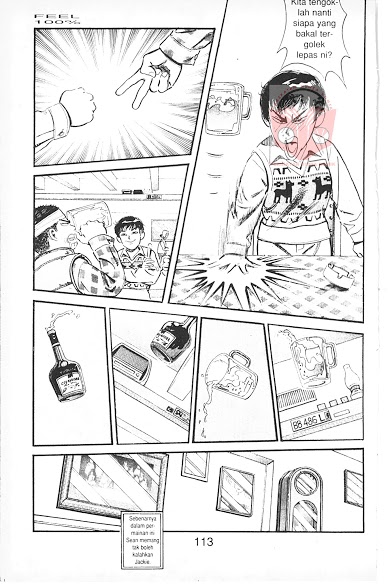 FEEL
100%
Kita tengok-
lah nanti
siapa yang
bakal ter-
golek
lepas ni?
Sebenarnya
dalam per-
mainan ni
Sean memang
tak boleh
kalahkan
Jackie.
113